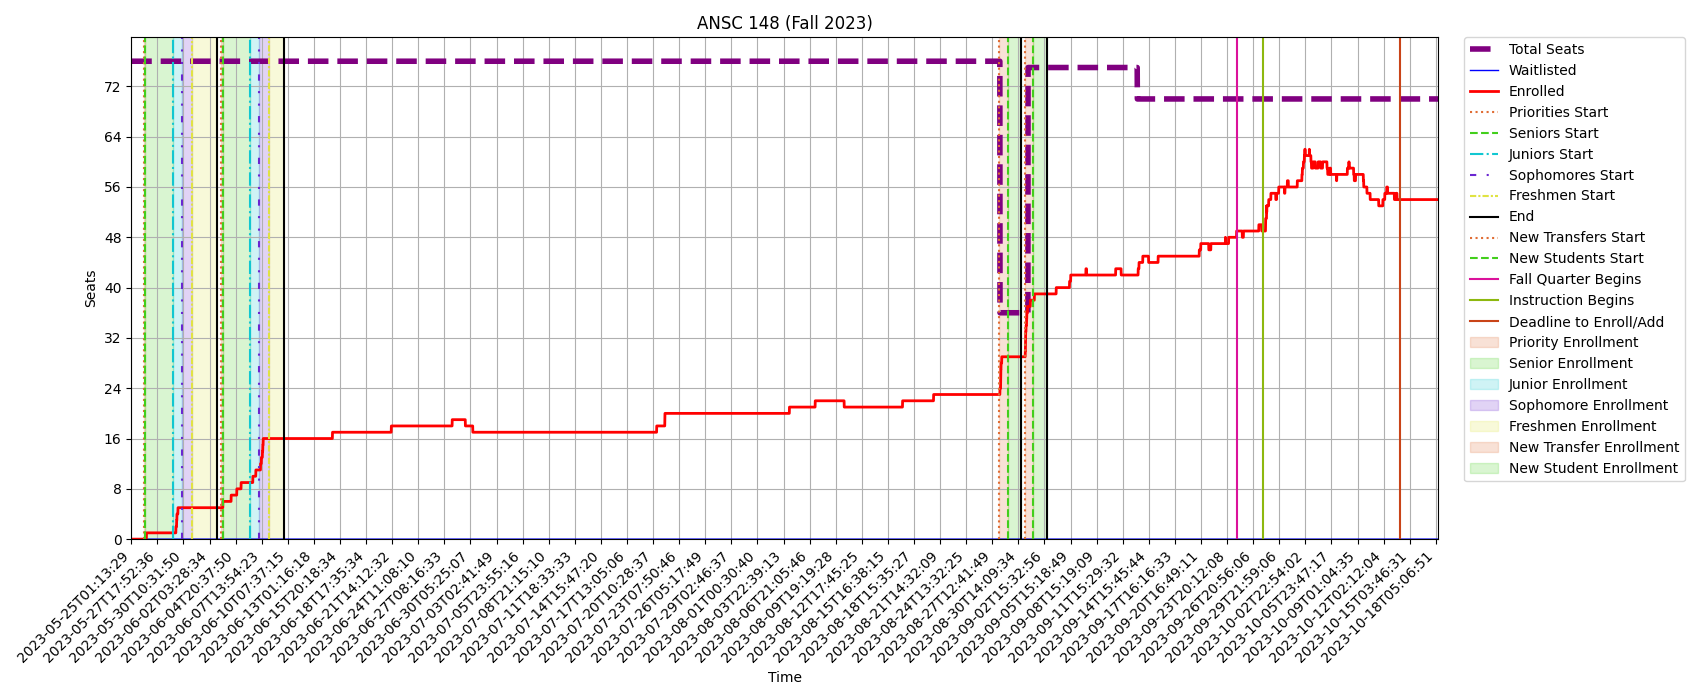 ANSC 148 (Fall 2023)
Seats
72
64
56
48
40
32
24
16
8
0
2023-05-25T01:13:29
2023-05-27T17:52:36
2023-05-30T10:31:50
2023-06-02T03:28:34
2023-06-04T20:37:50
2023-06-07T13:54:23
2023-06-10T07:37:15
2023-06-13T01:16:18
2023-06-15T20:18:34
2023-06-18T17:35:34
2023-06-21T14:12:32
2023-06-24T11:08:10
2023-06-27T08:16:33
2023-06-30T05:25:07
2023-07-03T02:41:49
2023-07-05T23:55:16
2023-07-08T21:15:10
2023-07-11T18:33:33
2023-07-14T15:47:20
2023-07-17T13:05:06
2023-07-20T10:28:37
2023-07-23T07:50:46
2023-07-26T05:17:49
2023-07-29T02:46:37
2023-08-01T00:30:40
2023-08-03T22:39:13
2023-08-06T21:05:46
2023-08-09T19:19:28
2023-08-12T17:45:25
2023-08-15T16:38:15
2023-08-18T15:35:27
2023-08-21T14:32:09
2023-08-24T13:32:25
2023-08-27T12:41:49
2023-08-30T14:09:34
2023-09-02T15:32:56
2023-09-05T15:18:49
2023-09-08T15:19:09
2023-09-11T15:29:32
2023-09-14T15:45:44
2023-09-17T16:16:33
2023-09-20T16:49:11
2023-09-23T20:12:08
2023-09-26T20:56:06
2023-09-29T21:59:06
2023-10-02T22:54:02
2023-10-05T23:47:17
2023-10-09T01:04:35
2023-10-12T02:12:04
2023-10-15T03:46:31
2023-10-18T05:06:51
Time
Total Seats
Waitlisted
Enrolled
Priorities Start
Seniors Start
Juniors Start
Sophomores Start
Freshmen Start
End
New Transfers Start
New Students Start
Fall Quarter Begins
Instruction Begins
Deadline to Enroll/Add
Priority Enrollment
Senior Enrollment
Junior Enrollment
Sophomore Enrollment
Freshmen Enrollment
New Transfer Enrollment
New Student Enrollment